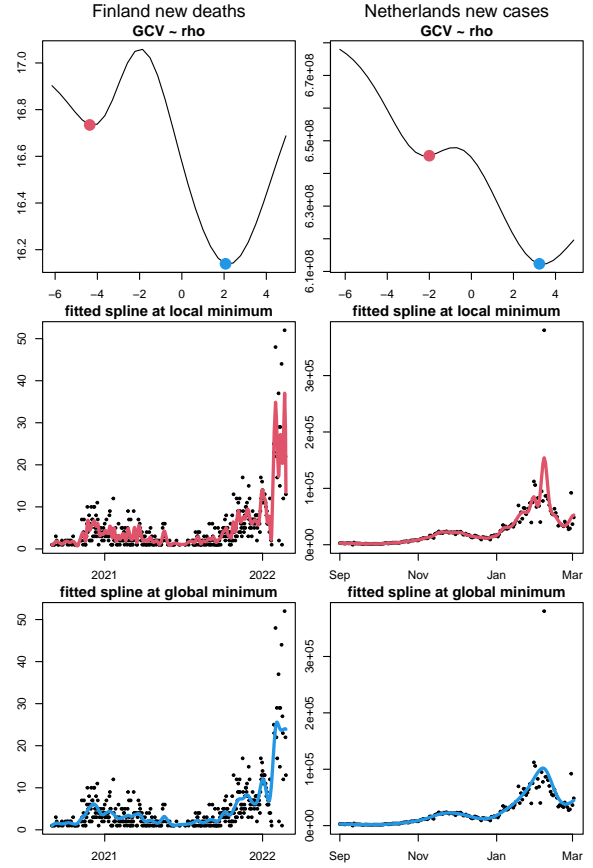 Finland new deaths
Netherlands new cases
GCV ~ rho
GCV ~ rho
17.0
16.8
16.6
16.4
16.2
−6 −4 −2 0 2 4
6.7e+08
6.5e+08
6.3e+08
6.1e+08
−6 −4 −2 0 2 4
fitted spline at local minimum
fitted spline at local minimum
50
40
30
20
10
0
2021 2022
3e+05
2e+05
1e+05
0e+00
Sep Nov Jan Mar
fitted spline at global minimum
fitted spline at global minimum
50
40
30
20
10
0
2021 2022
3e+05
2e+05
1e+05
0e+00
Sep Nov Jan Mar